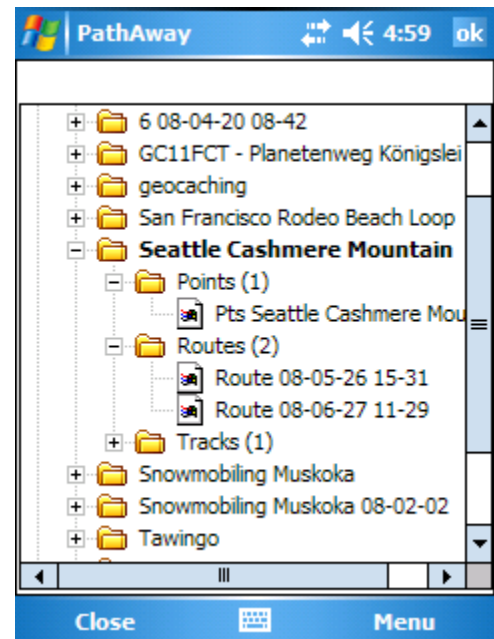 PathAway 4:59 ok
6 08-04-20 08-42
GC11FCT - Planetenweg Königslei
geocaching
San Francisco Rodeo Beach Loop
Seattle Cashmere Mountain
Points (1)
Pts Seattle Cashmere Mou
Routes (2)
Route 08-05-26 15-31
Route 08-06-27 11-29
Tracks (1)
Snowmobiling Muskoka
Snowmobiling Muskoka 08-02-02
Tawingo
Close Menu